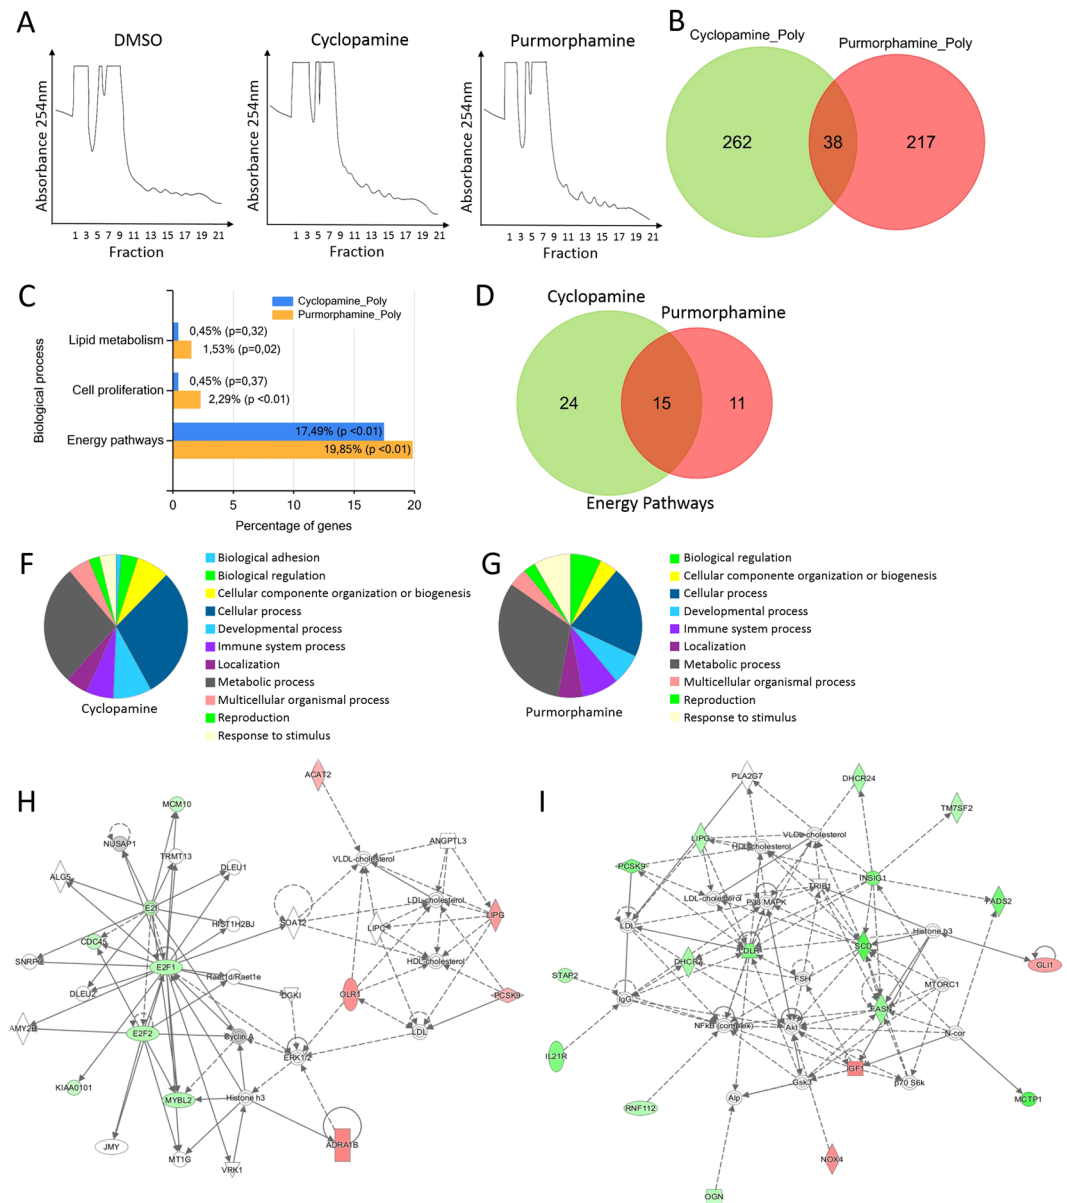 A
DMSO
Cyclopamine
Purmorphamine
Absorbance 254nm
1 3 5 7 9 11 13 15 17 19 21
Fraction
Absorbance 254nm
1 3 5 7 9 11 13 15 17 19 21
Fraction
Absorbance 254nm
1 3 5 7 9 11 13 15 17 19 21
Fraction
B
Cyclopamine_Poly
Purmorphamine_Poly
262
38
217
C
Cyclopamine_Poly
Purmorphamine_Poly
Biological process
Lipid metabolism
0,45% (p=0,32)
1,53% (p=0,02)
Cell proliferation
0,45% (p=0,37)
2,29% (p <0.01)
Energy pathways
17,49% (p <0.01)
19,85% (p <0.01)
0 5 10 15 20
Percentage of genes
D
Cyclopamine
Purmorphamine
24
15
11
Energy Pathways
F
Cyclopamine
Biological adhesion
Biological regulation
Cellular componente organization or biogenesis
Cellular process
Developmental process
Immune system process
Localization
Metabolic process
Multicellular organismal process
Reproduction
Response to stimulus
G
Purmorphamine
Biological regulation
Cellular componente organization or biogenesis
Cellular process
Developmental process
Immune system process
Localization
Metabolic process
Multicellular organismal process
Reproduction
Response to stimulus
H
ACAT2
MCM10
NUSAP1
TRMT13
DLEU1
ANGPTL3
VLDL-cholesterol
ALG5
E2f
HIST1H2BJ
SOAT2
LIPC
LDL-cholesterol
LIPG
CDC45
SNRPB
E2F1
Raet1d/Raet1e
HDL-cholesterol
DLEU2
DGKI
OLR1
PCSK9
AMY2B
E2F2
Cyclin A
ERK1/2
LDL
KIAA0101
MYBL2
Histone h3
JMY
MT1G
VRK1
ADRA1B
I
PLA2G7
DHCR24
TM7SF2
LIPG
HDL-cholesterol
VLDL-cholesterol
PCSK9
TRIB1
INSIG1
LDL-cholesterol
P38 MAPK
FADS2
LDL
LDLR
SCD
Histone h3
GLI1
STAP2
DHCR7
FSH
MTORC1
IgG
FASN
NFkB (complex)
Akt
N-cor
IL21R
IGF1
Gsk3
p70 S6k
RNF112
Alp
MCTP1
NOX4
OGN